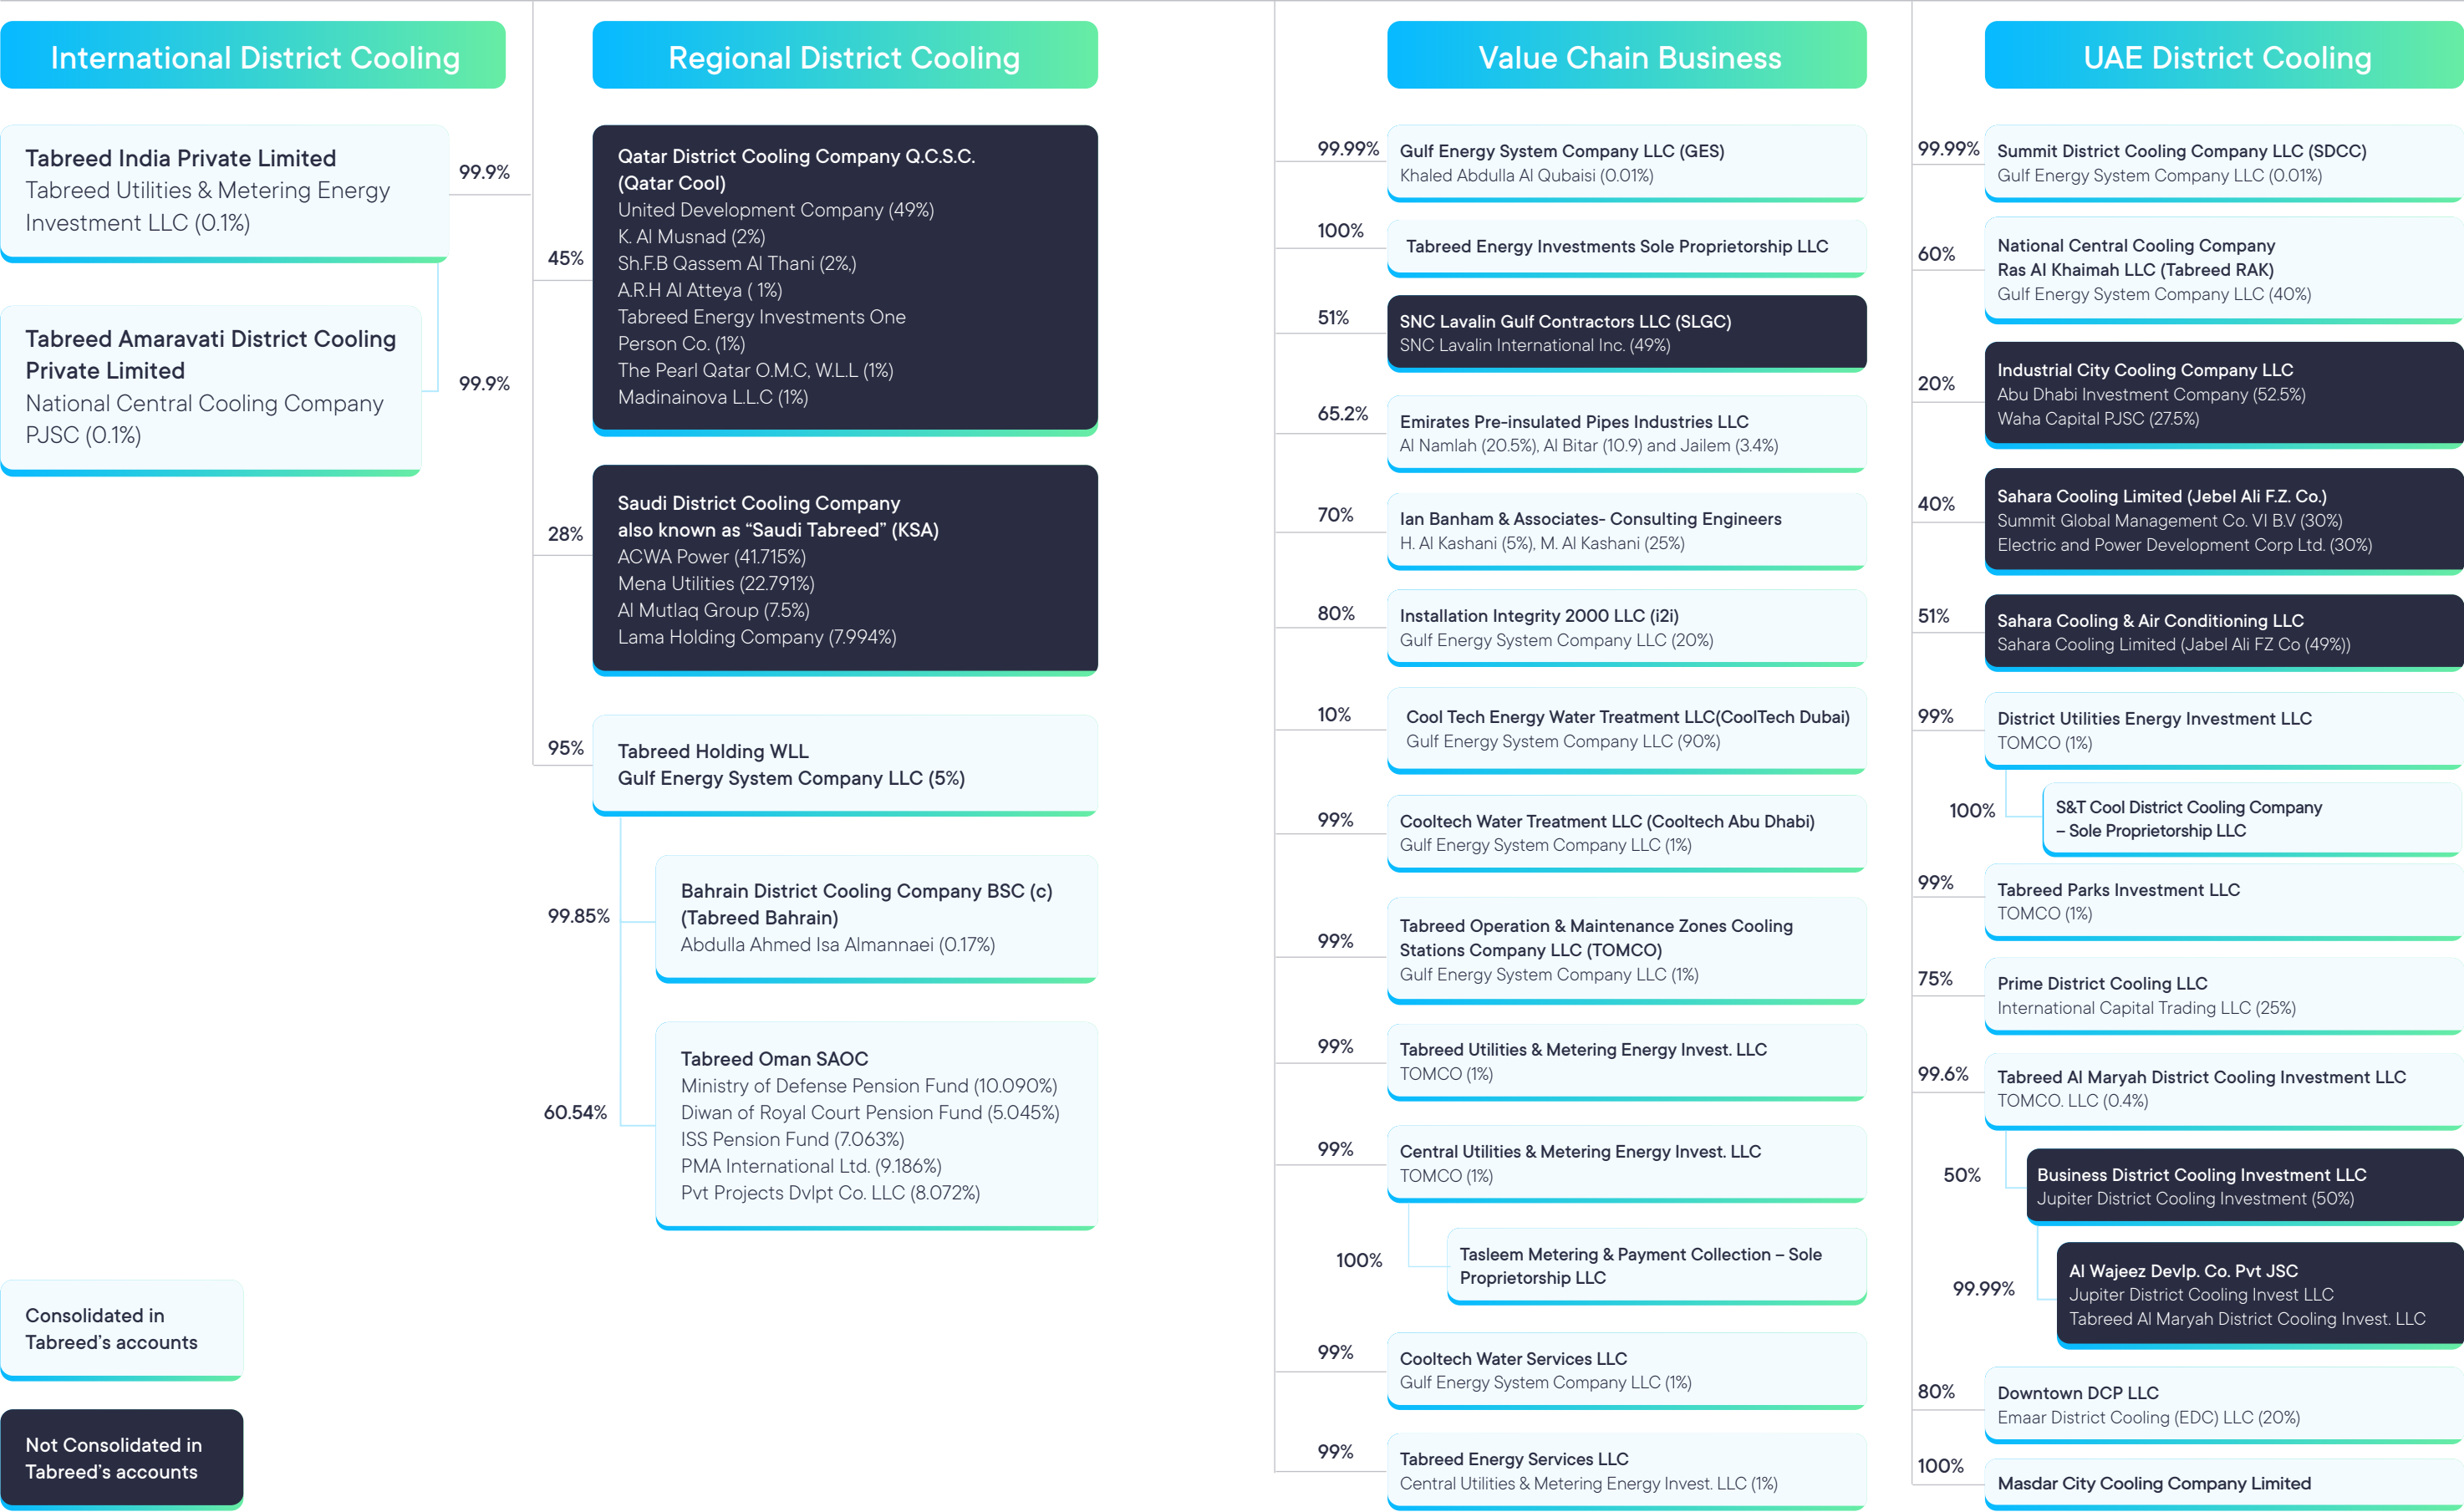 International District Cooling
Tabreed India Private Limited
Tabreed Utilities & Metering Energy
Investment LLC (0.1%)
99.9%
Tabreed Amaravati District Cooling
Private Limited
National Central Cooling Company
PJSC (0.1%)
99.9%
Consolidated in
Tabreed's accounts
Not Consolidated in
Tabreed's accounts
Regional District Cooling
45%
Qatar District Cooling Company Q.C.S.C.
(Qatar Cool)
United Development Company (49%)
K. Al Musnad (2%)
Sh.F.B Qassem Al Thani (2%,)
A.R.H Al Atteya ( 1%)
Tabreed Energy Investments One
Person Co. (1%)
The Pearl Qatar O.M.C, W.L.L (1%)
Madinainova L.L.C (1%)
28%
Saudi District Cooling Company
also known as “Saudi Tabreed” (KSA)
ACWA Power (41.715%)
Mena Utilities (22.791%)
Al Mutlaq Group (7.5%)
Lama Holding Company (7.994%)
95%
Tabreed Holding WLL
Gulf Energy System Company LLC (5%)
99.85%
Bahrain District Cooling Company BSC (c)
(Tabreed Bahrain)
Abdulla Ahmed Isa Almannaei (0.17%)
60.54%
Tabreed Oman SAOC
Ministry of Defense Pension Fund (10.090%)
Diwan of Royal Court Pension Fund (5.045%)
ISS Pension Fund (7.063%)
PMA International Ltd. (9.186%)
Pvt Projects Dvlpt Co. LLC (8.072%)
Value Chain Business
99.99%
Gulf Energy System Company LLC (GES)
Khaled Abdulla Al Qubaisi (0.01%)
100%
Tabreed Energy Investments Sole Proprietorship LLC
51%
SNC Lavalin Gulf Contractors LLC (SLGC)
SNC Lavalin International Inc. (49%)
65.2%
Emirates Pre-insulated Pipes Industries LLC
Al Namlah (20.5%), Al Bitar (10.9) and Jailem (3.4%)
70%
Ian Banham & Associates- Consulting Engineers
H. Al Kashani (5%), M. Al Kashani (25%)
80%
Installation Integrity 2000 LLC (i2i)
Gulf Energy System Company LLC (20%)
10%
Cool Tech Energy Water Treatment LLC(CoolTech Dubai)
Gulf Energy System Company LLC (90%)
99%
Cooltech Water Treatment LLC (Cooltech Abu Dhabi)
Gulf Energy System Company LLC (1%)
99%
Tabreed Operation & Maintenance Zones Cooling
Stations Company LLC (TOMCO)
Gulf Energy System Company LLC (1%)
99%
Tabreed Utilities & Metering Energy Invest. LLC
TOMCO (1%)
99%
Central Utilities & Metering Energy Invest. LLC
TOMCO (1%)
100%
Tasleem Metering & Payment Collection – Sole
Proprietorship LLC
99%
Cooltech Water Services LLC
Gulf Energy System Company LLC (1%)
99%
Tabreed Energy Services LLC
Central Utilities & Metering Energy Invest. LLC (1%)
UAE District Cooling
99.99%
Summit District Cooling Company LLC (SDCC)
Gulf Energy System Company LLC (0.01%)
60%
National Central Cooling Company
Ras Al Khaimah LLC (Tabreed RAK)
Gulf Energy System Company LLC (40%)
20%
Industrial City Cooling Company LLC
Abu Dhabi Investment Company (52.5%)
Waha Capital PJSC (27.5%)
40%
Sahara Cooling Limited (Jebel Ali F.Z. Co.)
Summit Global Management Co. VI B.V (30%)
Electric and Power Development Corp Ltd. (30%)
51%
Sahara Cooling & Air Conditioning LLC
Sahara Cooling Limited (Jabel Ali FZ Co (49%))
99%
District Utilities Energy Investment LLC
TOMCO (1%)
100%
S&T Cool District Cooling Company
– Sole Proprietorship LLC
99%
Tabreed Parks Investment LLC
TOMCO (1%)
75%
Prime District Cooling LLC
International Capital Trading LLC (25%)
99.6%
Tabreed Al Maryah District Cooling Investment LLC
TOMCO. LLC (0.4%)
50%
Business District Cooling Investment LLC
Jupiter District Cooling Investment (50%)
99.99%
Al Wajeez Devlp. Co. Pvt JSC
Jupiter District Cooling Invest LLC
Tabreed Al Maryah District Cooling Invest. LLC
80%
Downtown DCP LLC
Emaar District Cooling (EDC) LLC (20%)
100%
Masdar City Cooling Company Limited